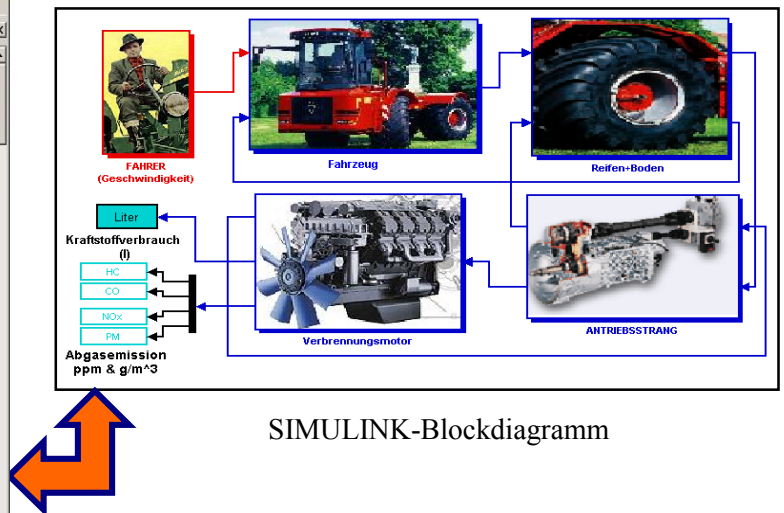 FAHRER
(Geschwindigkeit)
Fahrzeug
Reifen+Boden
Liter
Kraftstoffverbrauch
(l)
HC
CO
NOx
PM
Abgasemission
ppm & g/m^3
Verbrennungsmotor
ANTRIEBSSTRANG
SIMULINK-Blockdiagramm